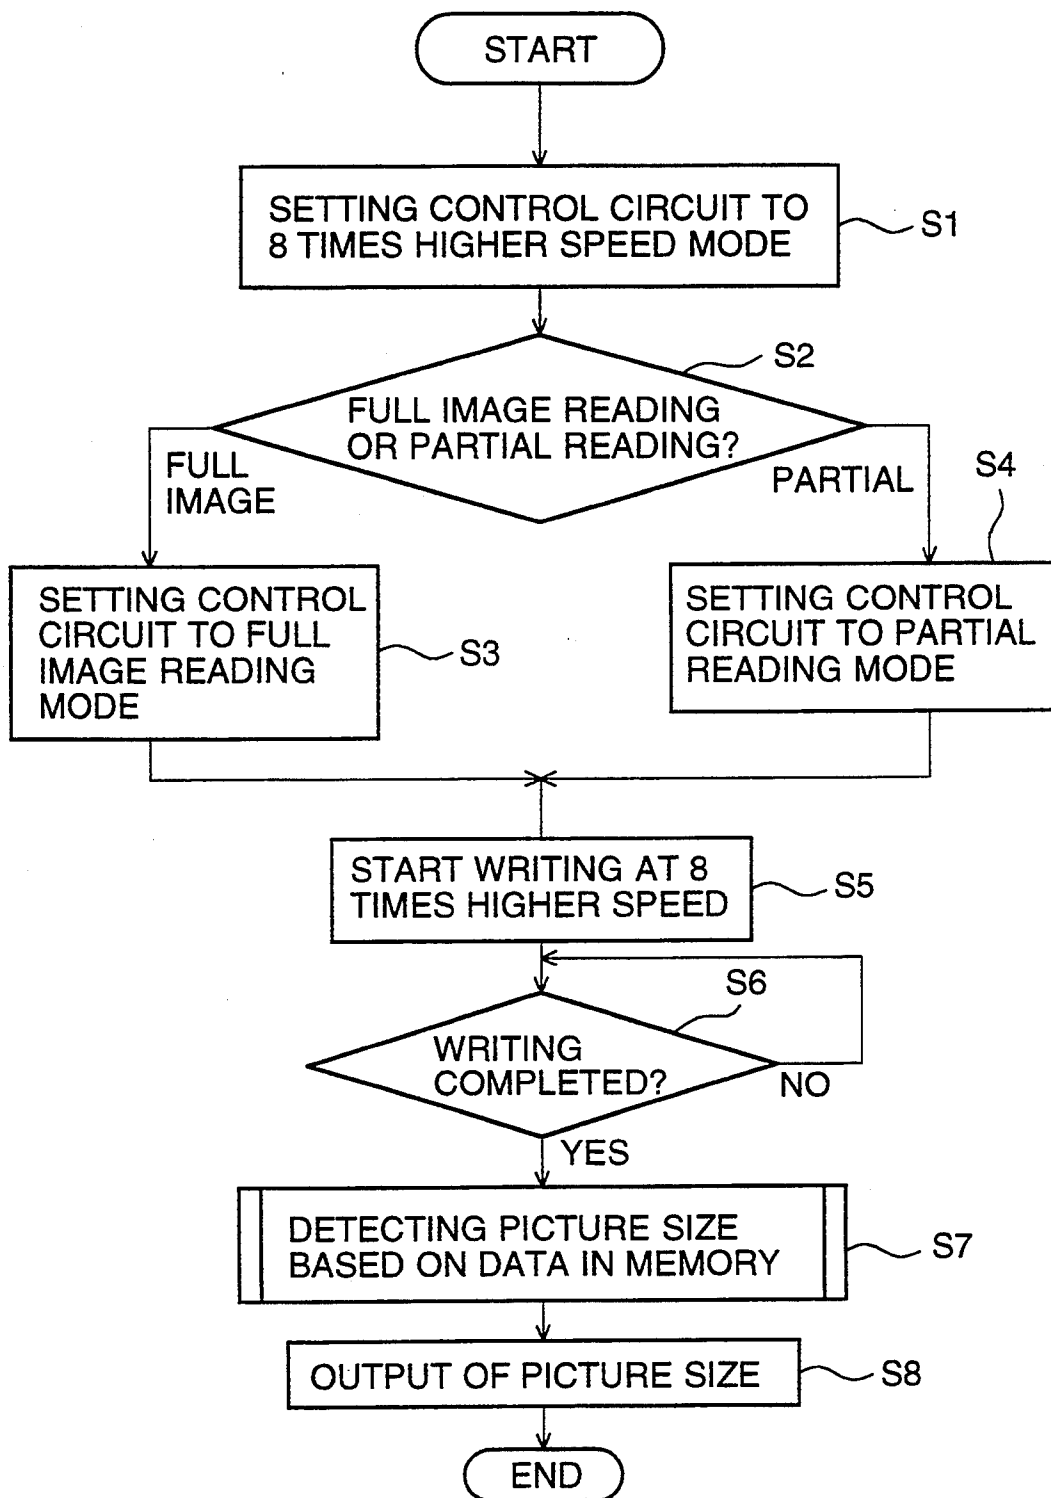 START
SETTING CONTROL CIRCUIT TO
8 TIMES HIGHER SPEED MODE
S1
S2
FULL IMAGE READING
OR PARTIAL READING?
FULL
IMAGE
PARTIAL
S4
SETTING CONTROL
CIRCUIT TO FULL
IMAGE READING
MODE
S3
SETTING CONTROL
CIRCUIT TO PARTIAL
READING MODE
START WRITING AT 8
TIMES HIGHER SPEED
S5
S6
WRITING
COMPLETED?
NO
YES
DETECTING PICTURE SIZE
BASED ON DATA IN MEMORY
S7
OUTPUT OF PICTURE SIZE
S8
END